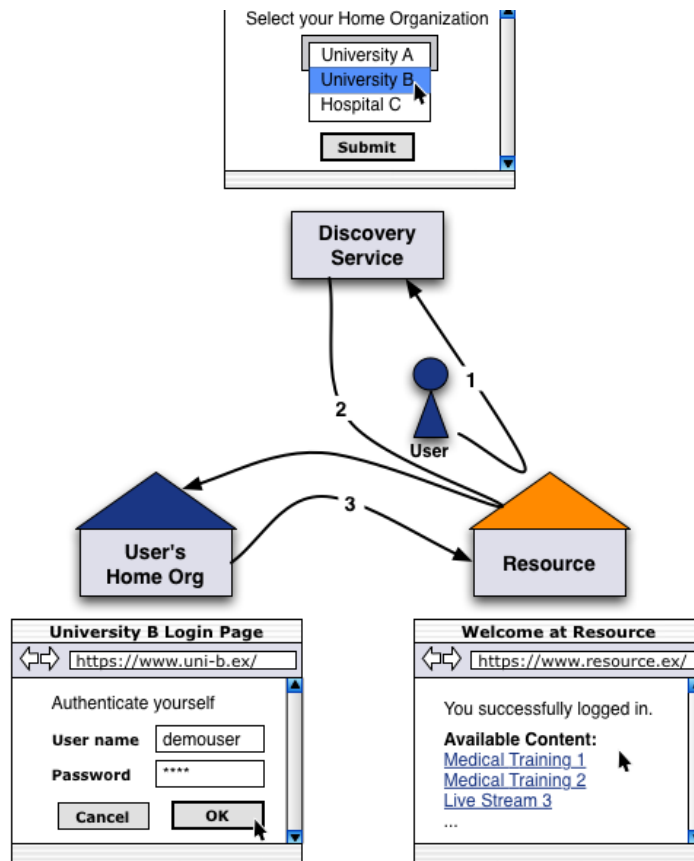 Select your Home Organization
University A
University B
Hospital C
Submit
Discovery
Service
1
2
User
3
User's
Home Org
Resource
University B Login Page
https://www.uni-b.ex/
Authenticate yourself
User name demouser
Password ****
Cancel OK
Welcome at Resource
https://www.resource.ex/
You successfully logged in.
Available Content:
Medical Training 1
Medical Training 2
Live Stream 3
...